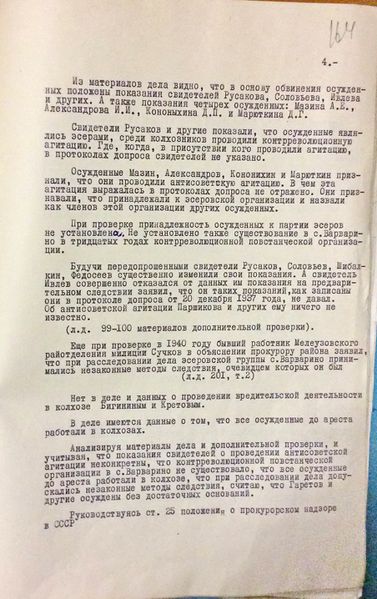 164
4.-
Из материалов дела видно, что в основу обвинения осужден-
ных положены показания свидетелей Русакова, Соловьева, Ивлева
и других. А также показания четырех осужденных: Мазина А.Е.,
Александрова И.И., Кононыхина Д.П. и Марюткина Д.Г.
Свидетели Русаков и другие показали, что осужденные явля-
лись эсерами, среди колхозников проводили контрреволюционную
агитацию. Где, когда, в присутствии кого проводили агитацию,
в протоколах допроса свидетелей не указано.
Осужденные Мазин, Александров, Кононихин и Марюткин приз-
нали, что они проводили антисоветскую агитацию. В чем эта
агитация выражалась в протоколах допроса не отражено. Они приз-
навали, что принадлежали к эсеровской организации и назвали
как членов этой организации других осужденных.
При проверке принадлежность осужденных к партии эсеров
не установлена. Не установлено также существование в с.Варвари-
но в тридцатых годах контрреволюционной повстанческой организа-
ции.
Будучи передопрошенными свидетели Русаков, Соловьев, Шибал-
кин, Федосеев существенно изменили свои показания. А свидетель
Ивлев совершенно отказался от данных им показания на предвари-
тельном следствии заявил, что он таких показаний, как записаны
они в протоколе допроса от 20 декабря 1937 года, не давал.
Об антисоветской агитации Паршикова и других ему ничего не
известно.
(л.д. 99-100 материалов дополнительной проверки).
Еще при проверке в 1940 году бывший работник Мелеузовского
райотделения милиции Сучков в объяснении прокурору района заявил,
что при расследовании дела эсеровской группы с.Варварино прини-
мались незаконные методы следствия, очевидцем которых он был
(л.д. 201, т.2)
Нет в деле и данных о проведении вредительской деятельности
в колхозе Бигининым и Кретовым.
В деле имеются данные о том, что все осужденные до ареста
работали в колхозах.
Анализируя материалы дела и дополнительной проверки, и
учитывая, что показания свидетелей о проведении антисоветской
агитации неконкретны, что контрреволюционной повстанческой
организации в с.Варварино не существовало, что все осужденные
до ареста работали в колхозе, что при расследовании дела допу-
скались незаконные методы следствия, считаю, что Гаретов и
другие осуждены без достаточных оснований.
Руководствуясь ст. 25 положения о прокурорском надзоре
в СССР